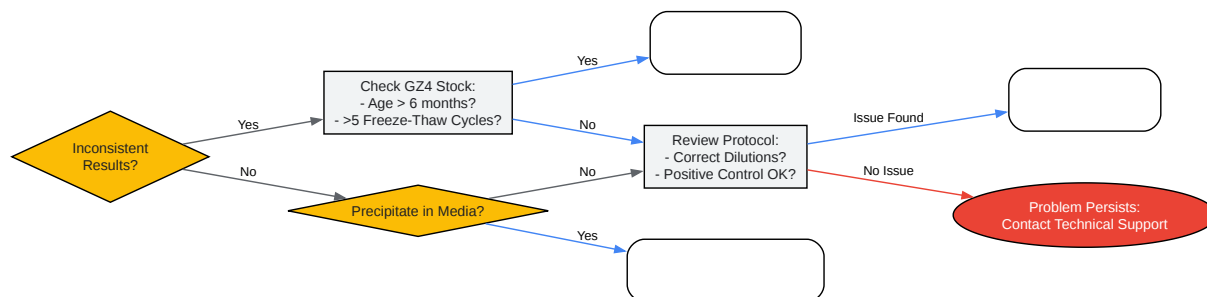 Inconsistent
Results?
Yes
No
Check GZ4 Stock:
- Age > 6 months?
- >5 Freeze-Thaw Cycles?
Yes
No
Precipitate in Media?
No
Yes
Review Protocol:
- Correct Dilutions?
- Positive Control OK?
Issue Found
No Issue
Problem Persists:
Contact Technical Support